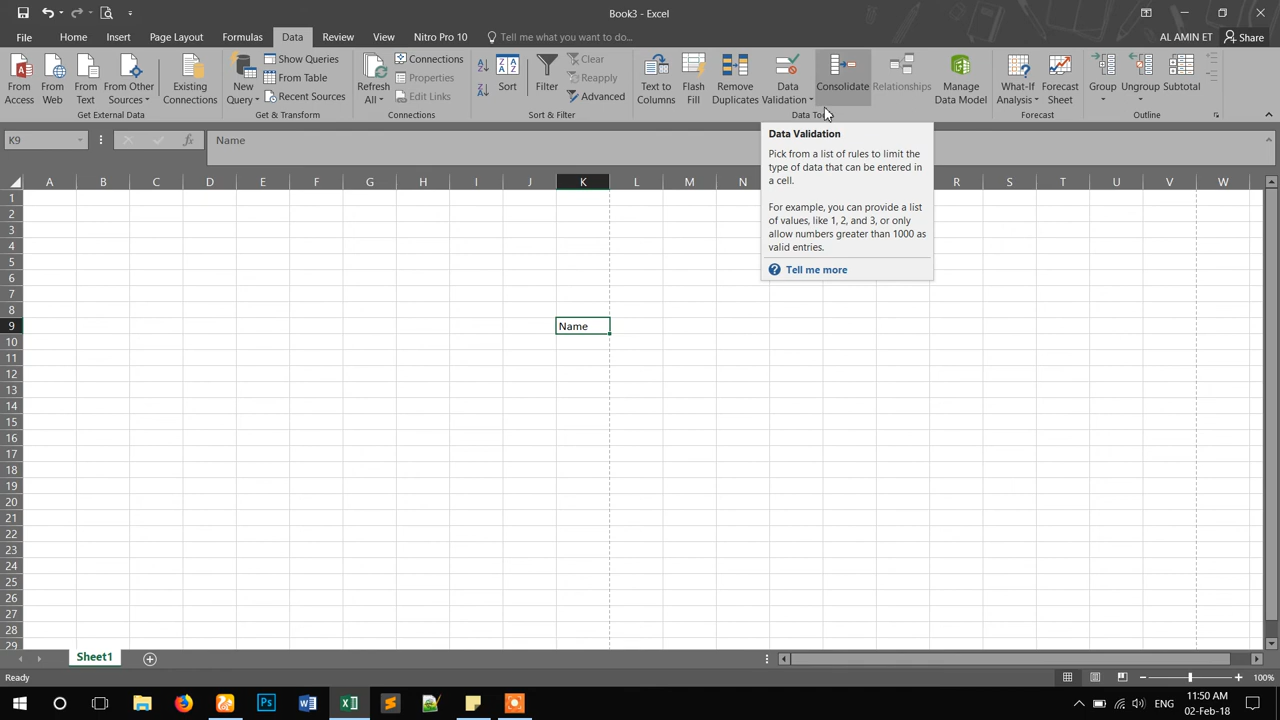 Book3 - Excel
File Home Insert Page Layout Formulas Data Review View Nitro Pro 10 Tell me what you want to do... AL AMIN ET Share
From Access
From Web
From Text
From Other Sources
Existing Connections
Get External Data
New Query
Show Queries
From Table
Recent Sources
Get & Transform
Refresh All
Connections
Properties
Edit Links
Connections
Sort
Filter
Clear
Reapply
Advanced
Sort & Filter
Text to Columns
Flash Fill
Remove Duplicates
Data Validation
Consolidate
Relationships
Manage Data Model
Data To
What-If Analysis
Forecast Sheet
Forecast
Group
Ungroup
Subtotal
Outline
K9 fx Name
Data Validation
Pick from a list of rules to limit the
type of data that can be entered in
a cell.
For example, you can provide a list
of values, like 1, 2, and 3, or only
allow numbers greater than 1000 as
valid entries.
? Tell me more
A B C D E F G H I J K L M N R S T U V W
1
2
3
4
5
6
7
8
9 Name
10
11
12
13
14
15
16
17
18
19
20
21
22
23
24
25
26
27
28
29
Sheet1
Ready 100%
Ps W ENG 11:50 AM
02-Feb-18